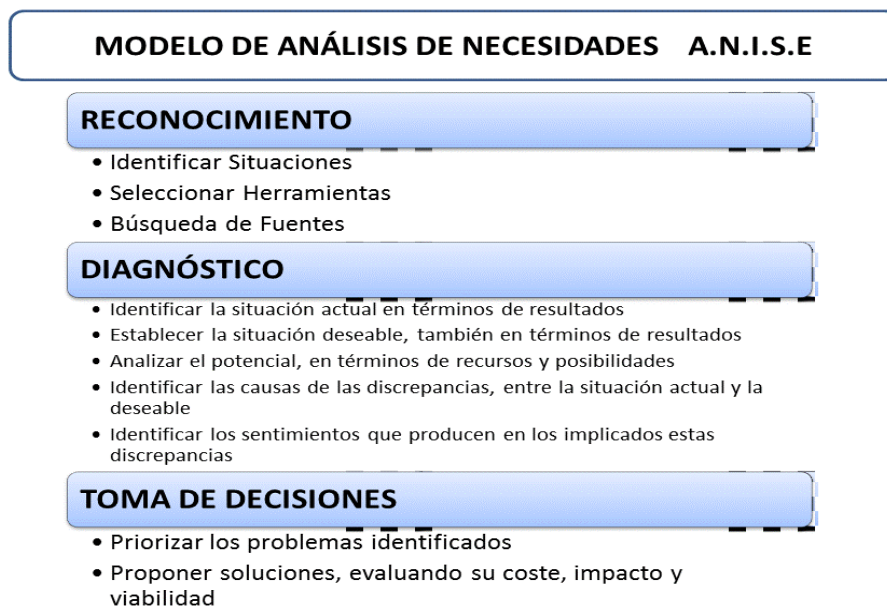 MODELO DE ANÁLISIS DE NECESIDADES A.N.I.S.E
RECONOCIMIENTO
• Identificar Situaciones
• Seleccionar Herramientas
• Búsqueda de Fuentes
DIAGNÓSTICO
• Identificar la situación actual en términos de resultados
• Establecer la situación deseable, también en términos de resultados
• Analizar el potencial, en términos de recursos y posibilidades
• Identificar las causas de las discrepancias, entre la situación actual y la
deseable
• Identificar los sentimientos que producen en los implicados estas
discrepancias
TOMA DE DECISIONES
• Priorizar los problemas identificados
• Proponer soluciones, evaluando su coste, impacto y
viabilidad